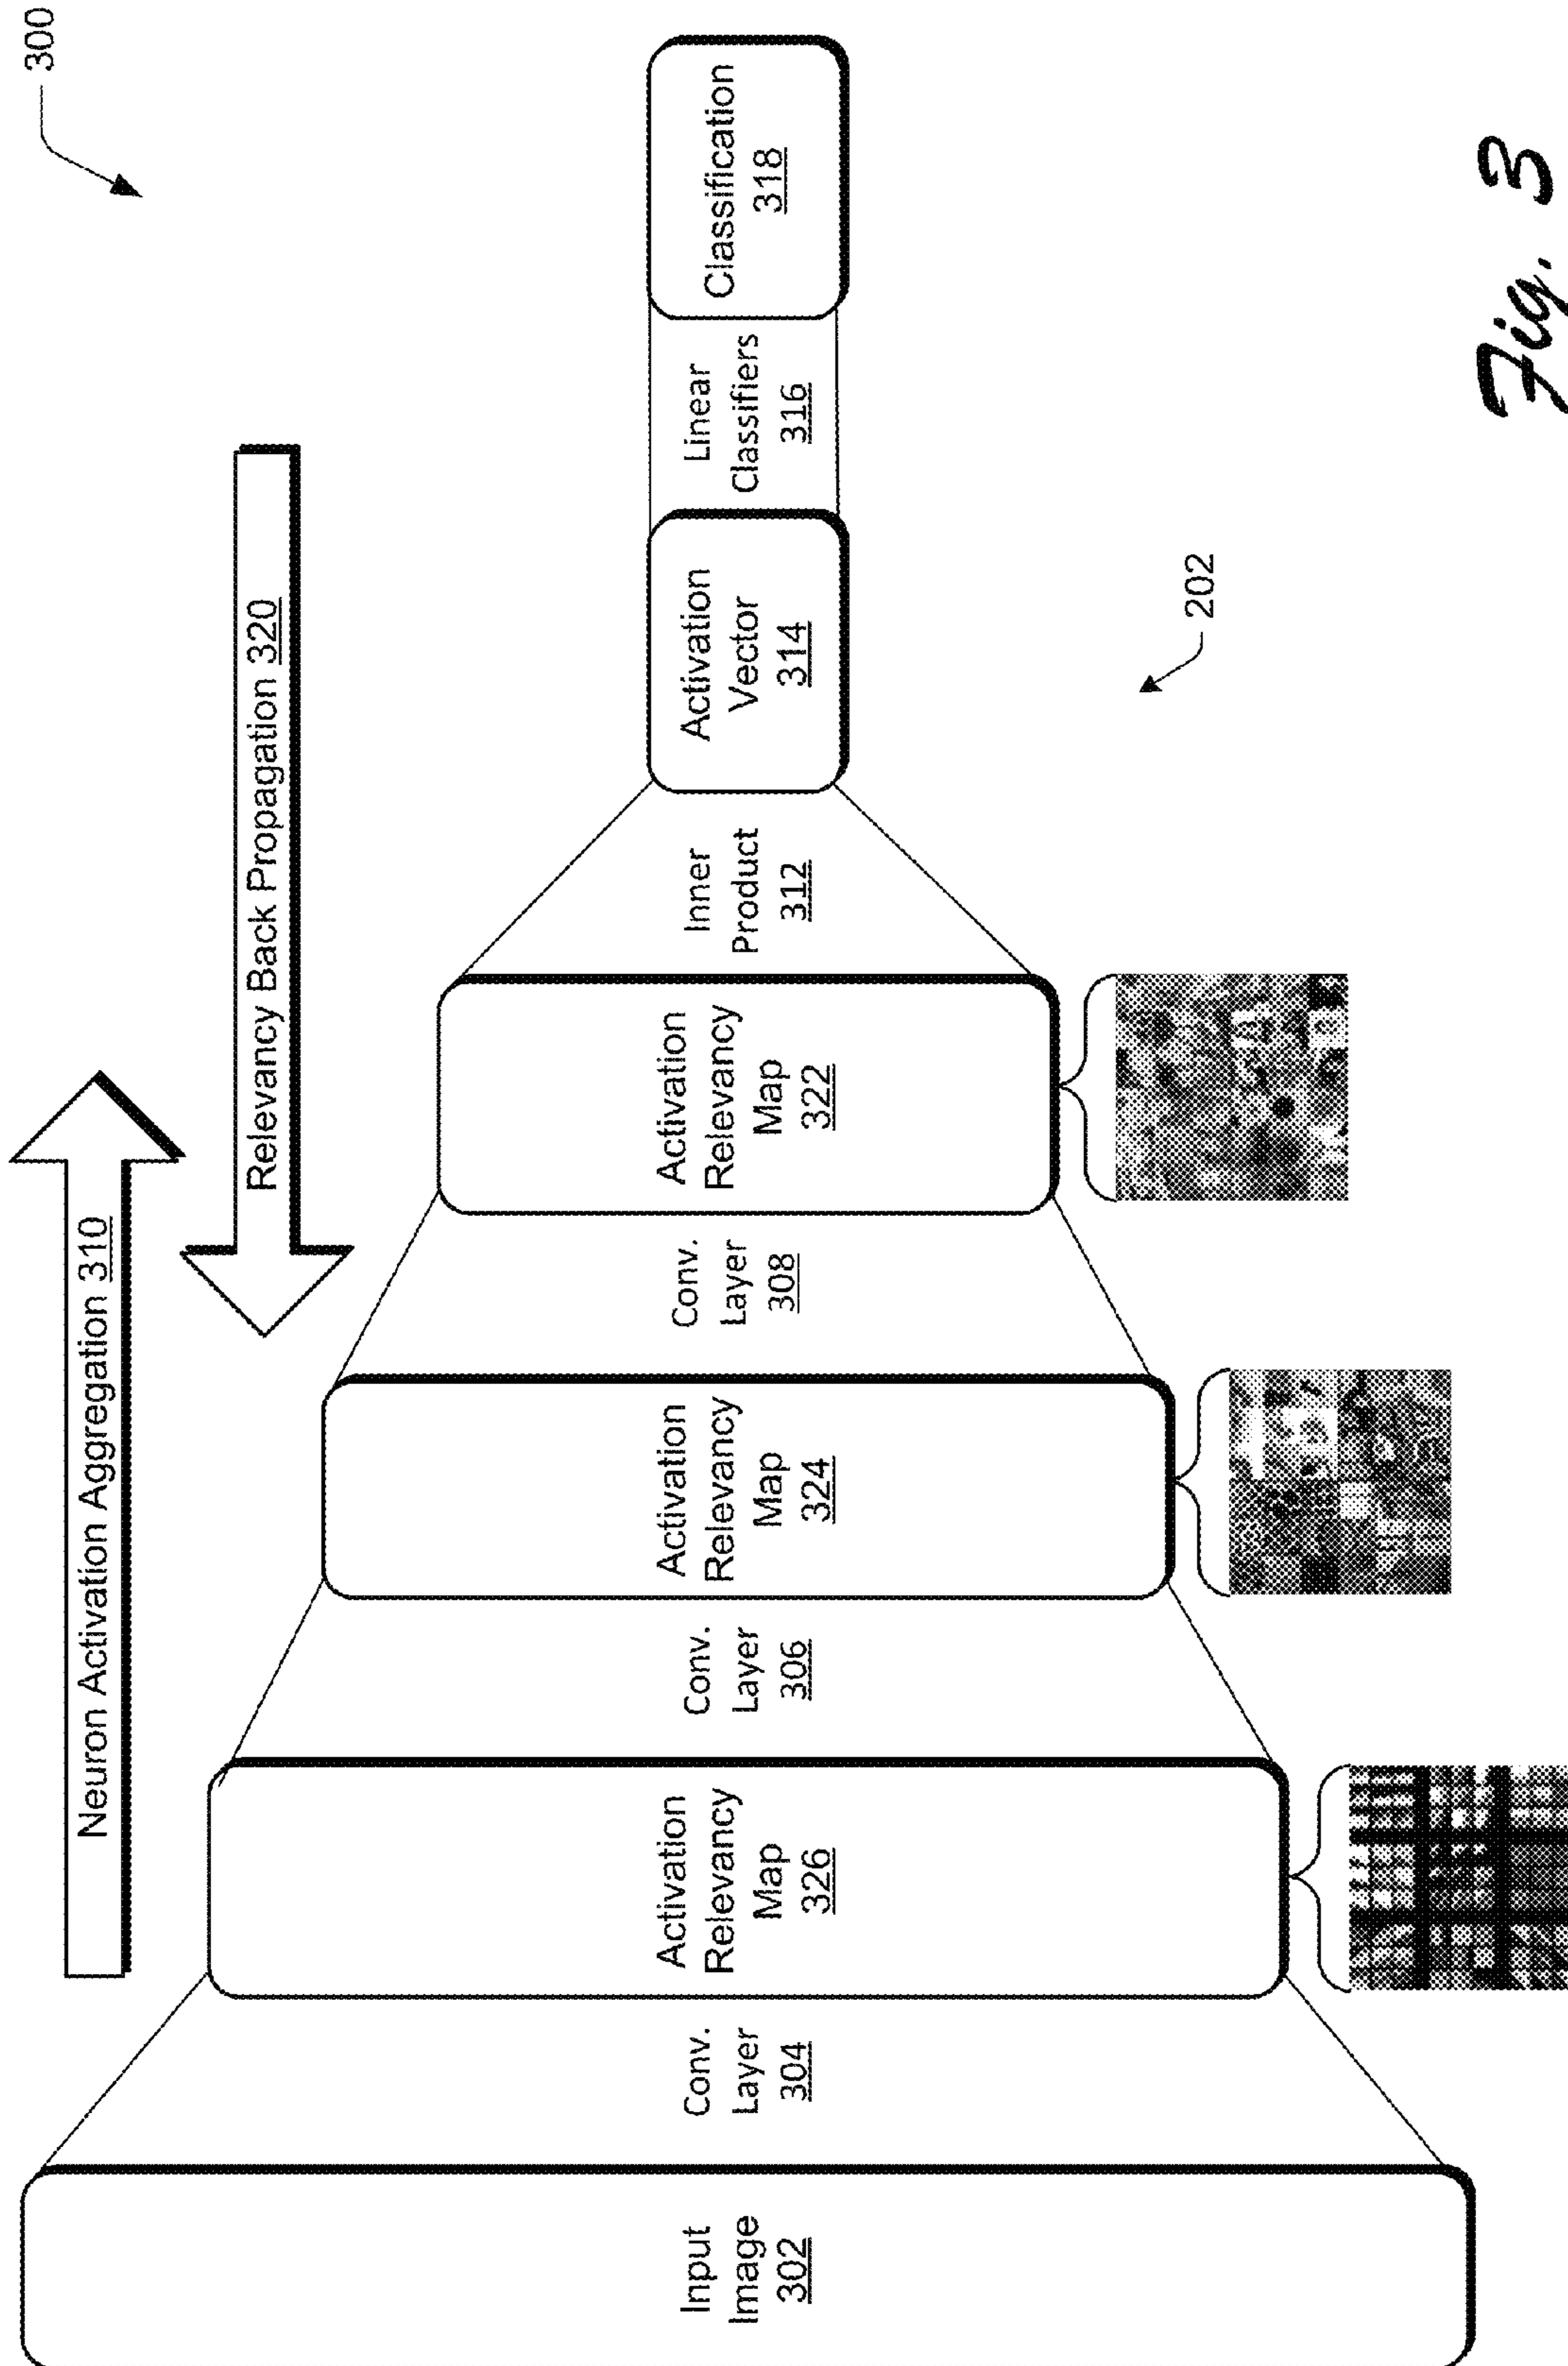 300
Neuron Activation Aggregation 310
Relevancy Back Propagation 320
Input
Image
302
Conv.
Layer
304
Activation
Relevancy
Map
326
Conv.
Layer
306
Activation
Relevancy
Map
324
Conv.
Layer
308
Activation
Relevancy
Map
322
Inner
Product
312
Activation
Vector
314
Linear
Classifiers
316
Classification
318
202
Fig. 3